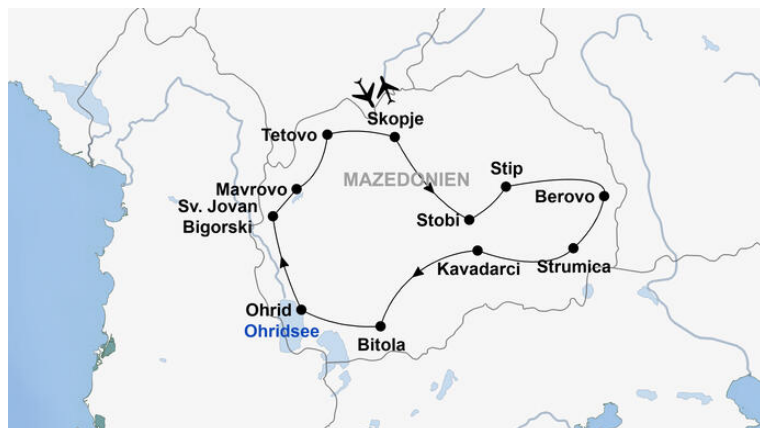 Skopje
Tetovo
MAZEDONIEN
Stip
Mavrovo
Berovo
Sv. Jovan
Bigorski
Stobi
Kavadarci
Strumica
Ohrid
Ohridsee
Bitola